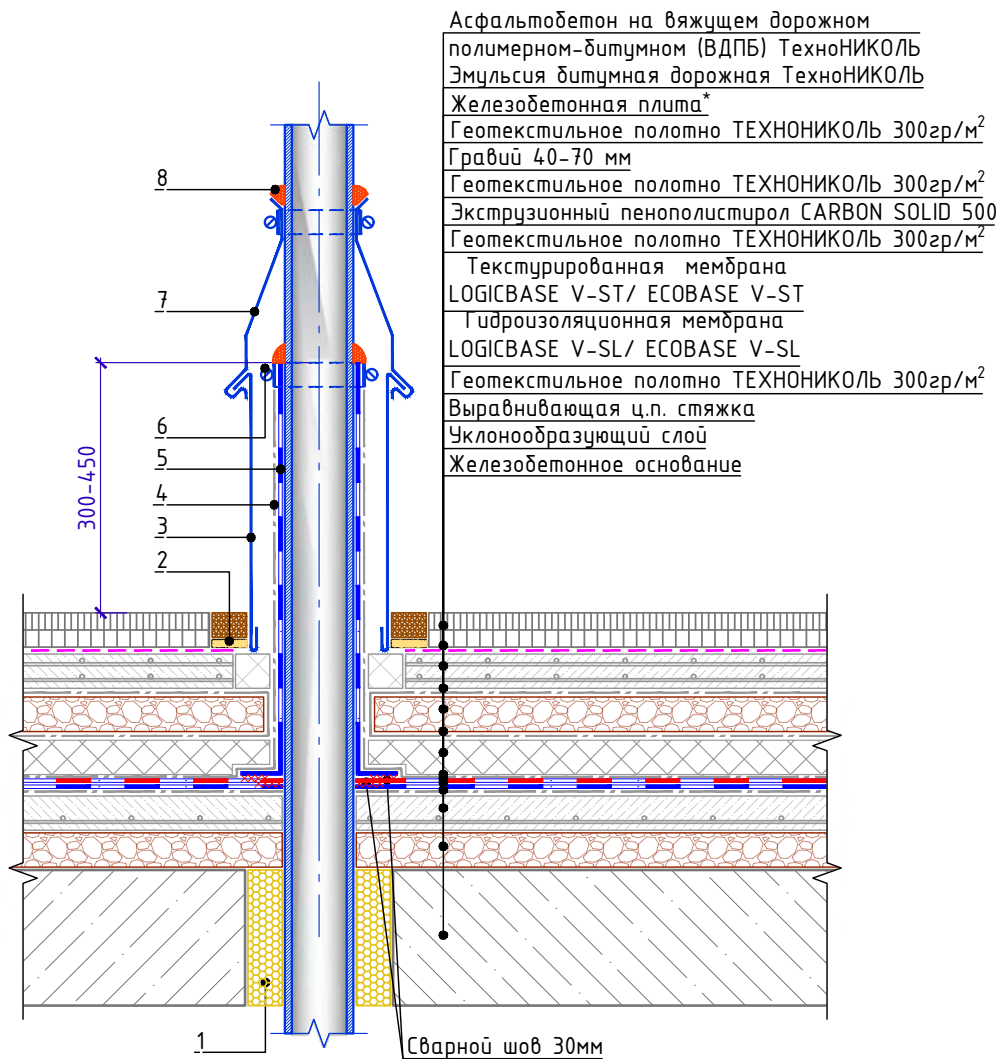 Асфальтобетон на вяжущем дорожном
полимерном-битумном (ВДПБ) ТехноНИКОЛЬ
Эмульсия битумная дорожная ТехноНИКОЛЬ
Железобетонная плита*
Геотекстильное полотно ТЕХНОНИКОЛЬ 300гр/м²
Гравий 40-70 мм
Геотекстильное полотно ТЕХНОНИКОЛЬ 300гр/м²
Экструзионный пенополистирол CARBON SOLID 500
Геотекстильное полотно ТЕХНОНИКОЛЬ 300гр/м²
Текстурированная мембрана
LOGICBASE V-ST/ ECOBASE V-ST
Гидроизоляционная мембрана
LOGICBASE V-SL/ ECOBASE V-SL
Геотекстильное полотно ТЕХНОНИКОЛЬ 300гр/м²
Выравнивающая ц.п. стяжка
Уклонообразующий слой
Железобетонное основание
8
7
6
5
4
3
2
300-450
1
Сварной шов 30мм